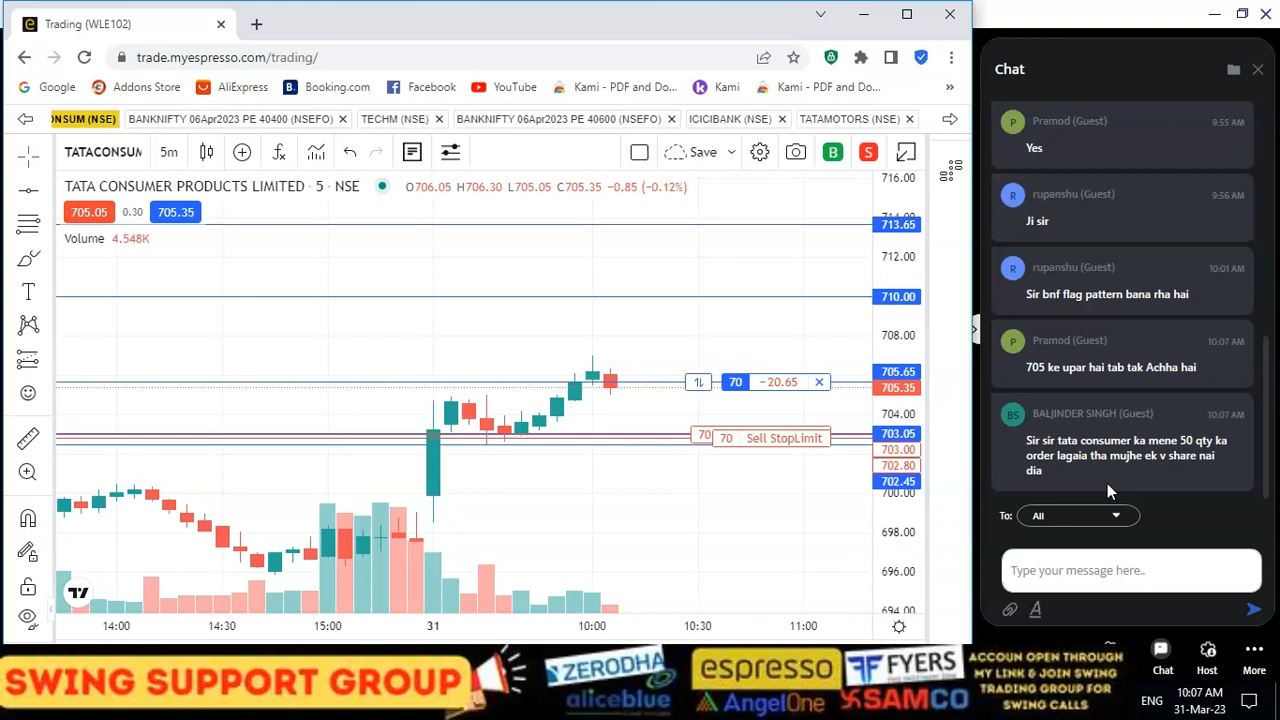 Trading (WLE102)
trade.myespresso.com/trading/
Google
Addons Store
AliExpress
Booking.com
Facebook
YouTube
Kami - PDF and Do...
Kami
Kami - PDF and Do...
»
ONSUM (NSE)
BANKNIFTY 06Apr2023 PE 40400 (NSEFO)
TECHM (NSE)
BANKNIFTY 06Apr2023 PE 40600 (NSEFO)
ICICIBANK (NSE)
TATAMOTORS (NSE)
TATACONSUM
5m
Save
B
S
TATA CONSUMER PRODUCTS LIMITED · 5 · NSE
O706.05 H706.30 L705.05 C705.35 −0.85 (−0.12%)
705.05
0.30
705.35
Volume 4.548K
716.00
714.00
713.65
712.00
710.00
708.00
705.65
705.35
704.00
703.05
703.00
702.80
702.45
700.00
698.00
696.00
694.00
70 −20.65
70
70 Sell StopLimit
14:00
14:30
15:00
31
10:00
10:30
11:00
Chat
P
Pramod (Guest)
9:55 AM
Yes
R
rupanshu (Guest)
9:56 AM
Ji sir
R
rupanshu (Guest)
10:01 AM
Sir bnf flag pattern bana rha hai
P
Pramod (Guest)
10:07 AM
705 ke upar hai tab tak Achha hai
BS
BALJINDER SINGH (Guest)
10:07 AM
Sir sir tata consumer ka mene 50 qty ka
order lagaia tha mujhe ek v share nai
dia
To:
All
Type your message here..
Chat
Host
More
SWING SUPPORT GROUP
ZERODHA
aliceblue
espresso
AngelOne
FYERS
SAMCO
ACCOUN OPEN THROUGH
MY LINK & JOIN SWING
TRADING GROUP FOR
SWING CALLS
ENG
10:07 AM
31-Mar-23